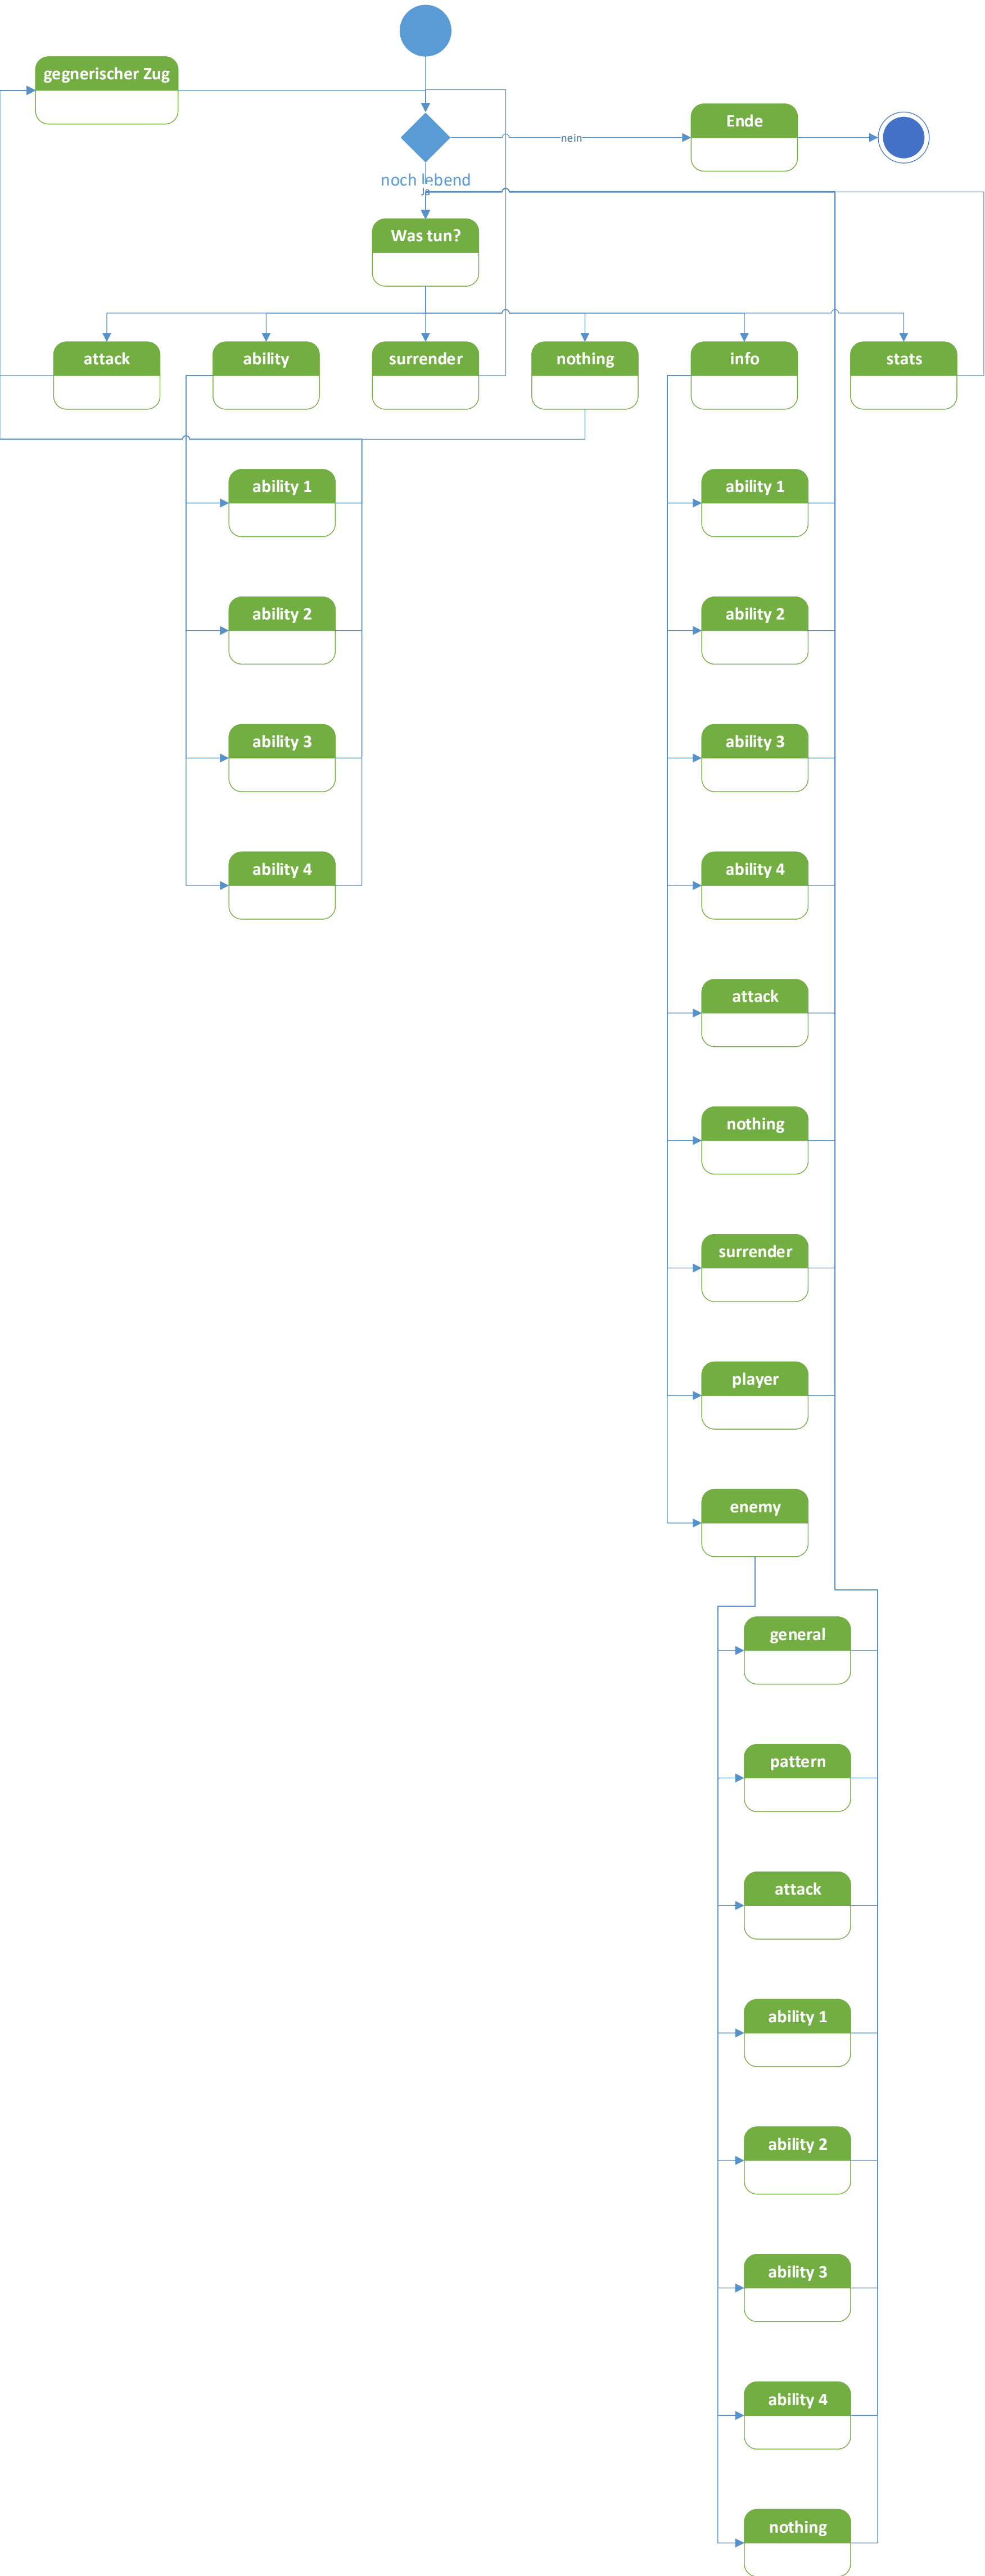 gegnerischer Zug
Ende
nein
noch lebend
Ja
Was tun?
attack
ability
surrender
nothing
info
stats
ability 1
ability 1
ability 2
ability 2
ability 3
ability 3
ability 4
ability 4
attack
nothing
surrender
player
enemy
general
pattern
attack
ability 1
ability 2
ability 3
ability 4
nothing